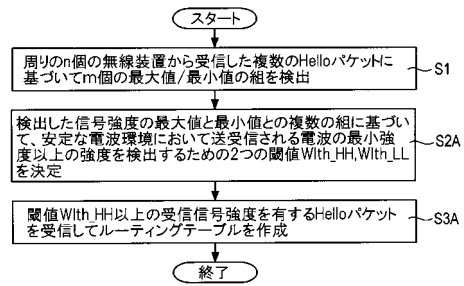 スタート
周りのn個の無線装置から受信した複数のHelloパケットに
基づいてm個の最大値/最小値の組を検出
S1
検出した信号強度の最大値と最小値との複数の組に基づい
て、安定な電波環境において送受信される電波の最小強
度以上の強度を検出するための2つの閾値WIth_HH,WIth_LL
を決定
S2A
閾値WIth_HH以上の受信信号強度を有するHelloパケット
を受信してルーティングテーブルを作成
S3A
終了